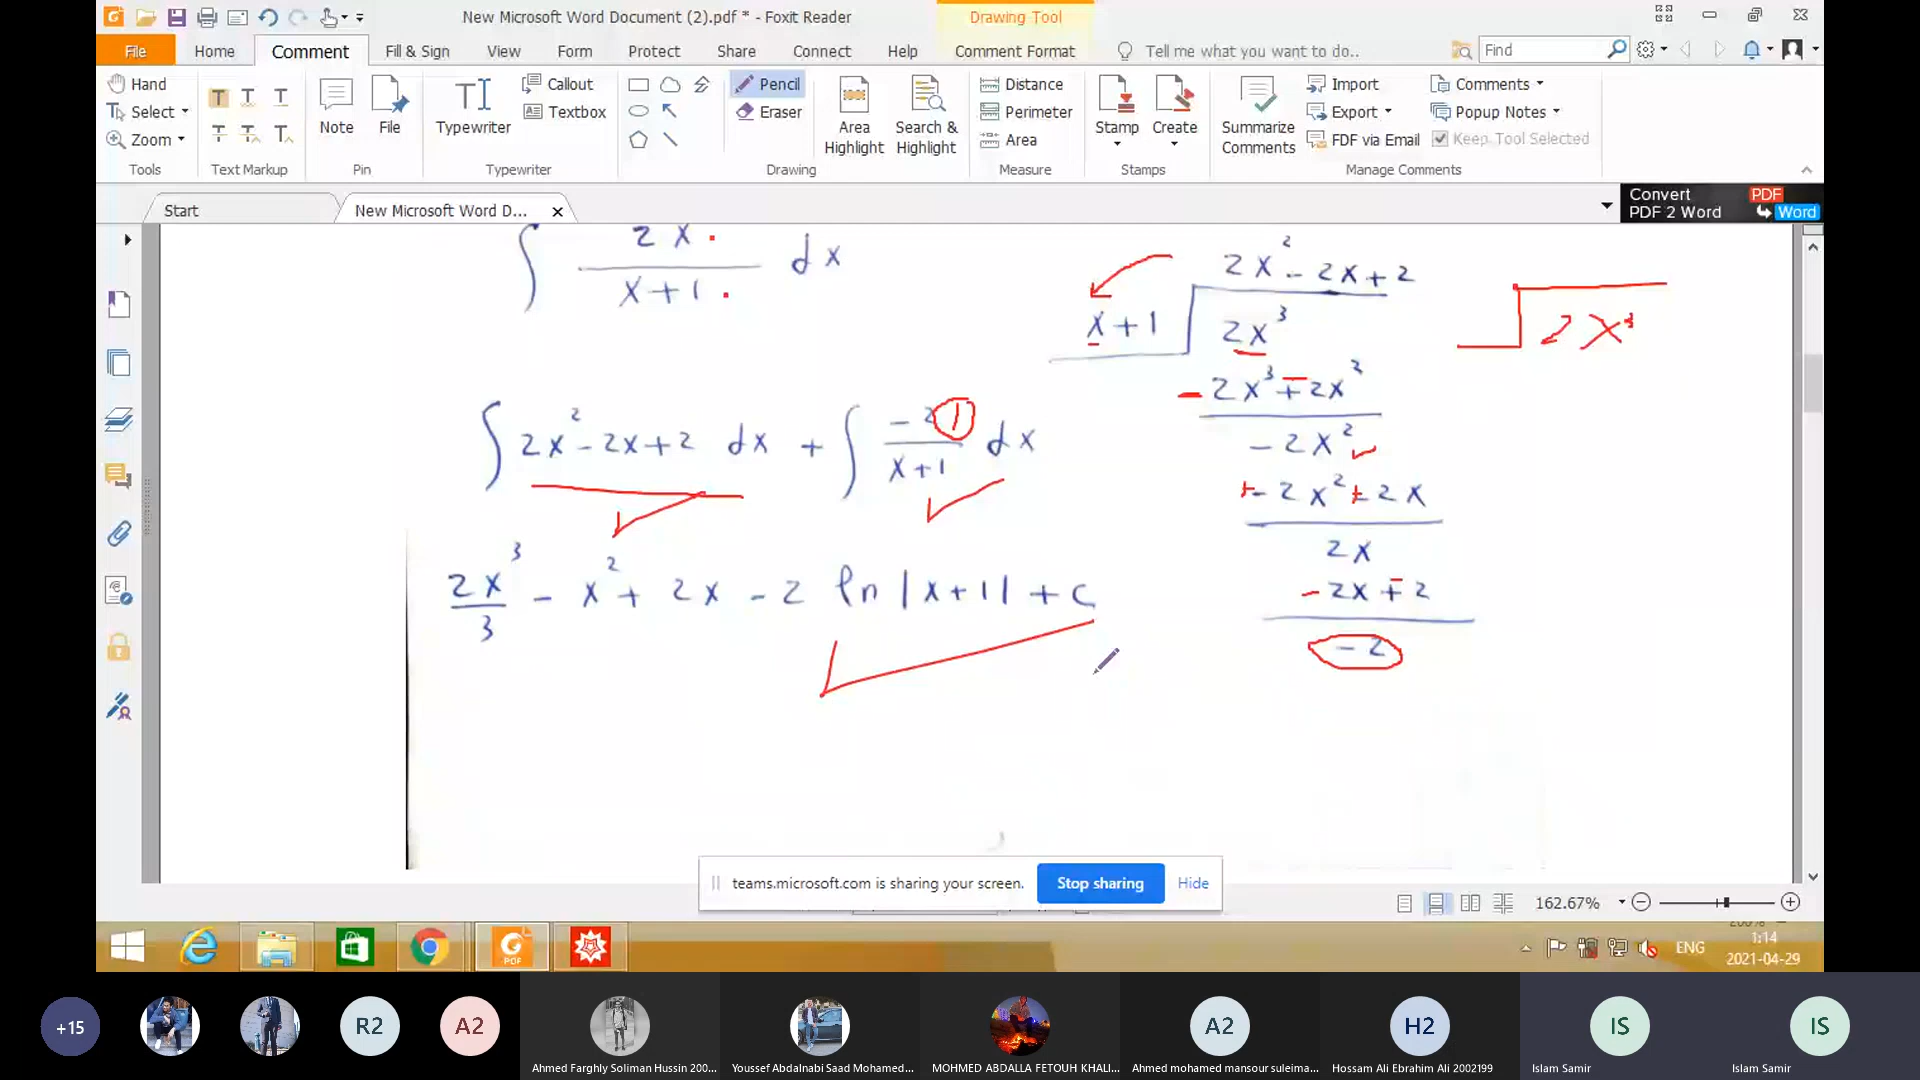 New Microsoft Word Document (2).pdf * - Foxit Reader
Drawing Tool
File Home Comment Fill & Sign View Form Protect Share Connect Help Comment Format Tell me what you want to do.. Find
Hand
Select
Zoom
Tools
Text Markup
Note
File
Pin
Typewriter
Callout
Textbox
Typewriter
Pencil
Eraser
Drawing
Area Highlight
Search & Highlight
Distance
Perimeter
Area
Measure
Stamp
Create
Stamps
Summarize Comments
Import
Export
FDF via Email
Comments
Popup Notes
Keep Tool Selected
Manage Comments
Start
New Microsoft Word D...
Convert PDF
PDF 2 Word Word
∫ 2x / x+1 dx
2x² - 2x + 2
x+1 2x³
2x³
- 2x³ + 2x²
- 2x²
∫ 2x² - 2x + 2 dx + ∫ -2 / x+1 dx
1
+ - 2x² + - 2x
2x
- 2x + 2
- 2
2x³/3 - x² + 2x - 2 ln |x+1| + c
teams.microsoft.com is sharing your screen.
Stop sharing
Hide
162.67%
ENG
1:14
2021-04-29
+15
R2
A2
Ahmed Farghly Soliman Hussin 200...
Youssef Abdalnabi Saad Mohamed...
MOHMED ABDALLA FETOUH KHALI...
A2
Ahmed mohamed mansour suleima...
H2
Hossam Ali Ebrahim Ali 2002199
IS
Islam Samir
IS
Islam Samir